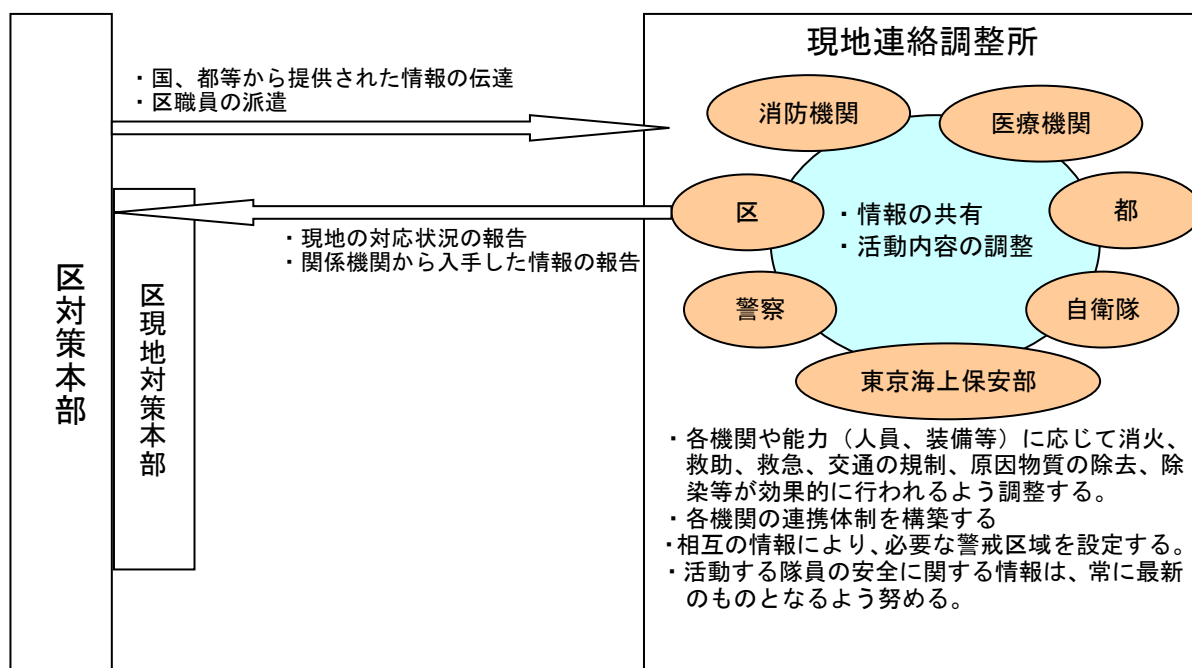 区対策本部
区現地対策本部
・国、都等から提供された情報の伝達
・区職員の派遣
・現地の対応状況の報告
・関係機関から入手した情報の報告
現地連絡調整所
消防機関
医療機関
区
都
・情報の共有
・活動内容の調整
警察
自衛隊
東京海上保安部
・各機関や能力（人員、装備等）に応じて消火、
救助、救急、交通の規制、原因物質の除去、除
染等が効果的に行われるよう調整する。
・各機関の連携体制を構築する
・相互の情報により、必要な警戒区域を設定する。
・活動する隊員の安全に関する情報は、常に最新
のものとなるよう努める。